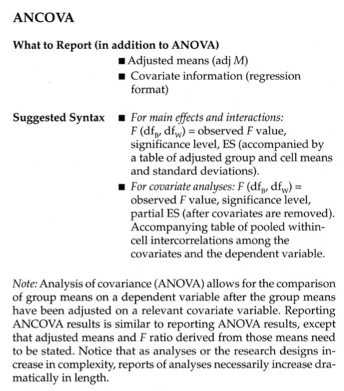 ANCOVA
What to Report (in addition to ANOVA)
■ Adjusted means (adj M)
■ Covariate information (regression
format)
Suggested Syntax ■ For main effects and interactions:
F (df_B, df_W) = observed F value,
significance level, ES (accompanied by
a table of adjusted group and cell means
and standard deviations).
■ For covariate analyses: F (df_B, df_W) =
observed F value, significance level,
partial ES (after covariates are removed).
Accompanying table of pooled within-
cell intercorrelations among the
covariates and the dependent variable.
Note: Analysis of covariance (ANOVA) allows for the comparison
of group means on a dependent variable after the group means
have been adjusted on a relevant covariate variable. Reporting
ANCOVA results is similar to reporting ANOVA results, except
that adjusted means and F ratio derived from those means need
to be stated. Notice that as analyses or the research designs in-
crease in complexity, reports of analyses necessarily increase dra-
matically in length.